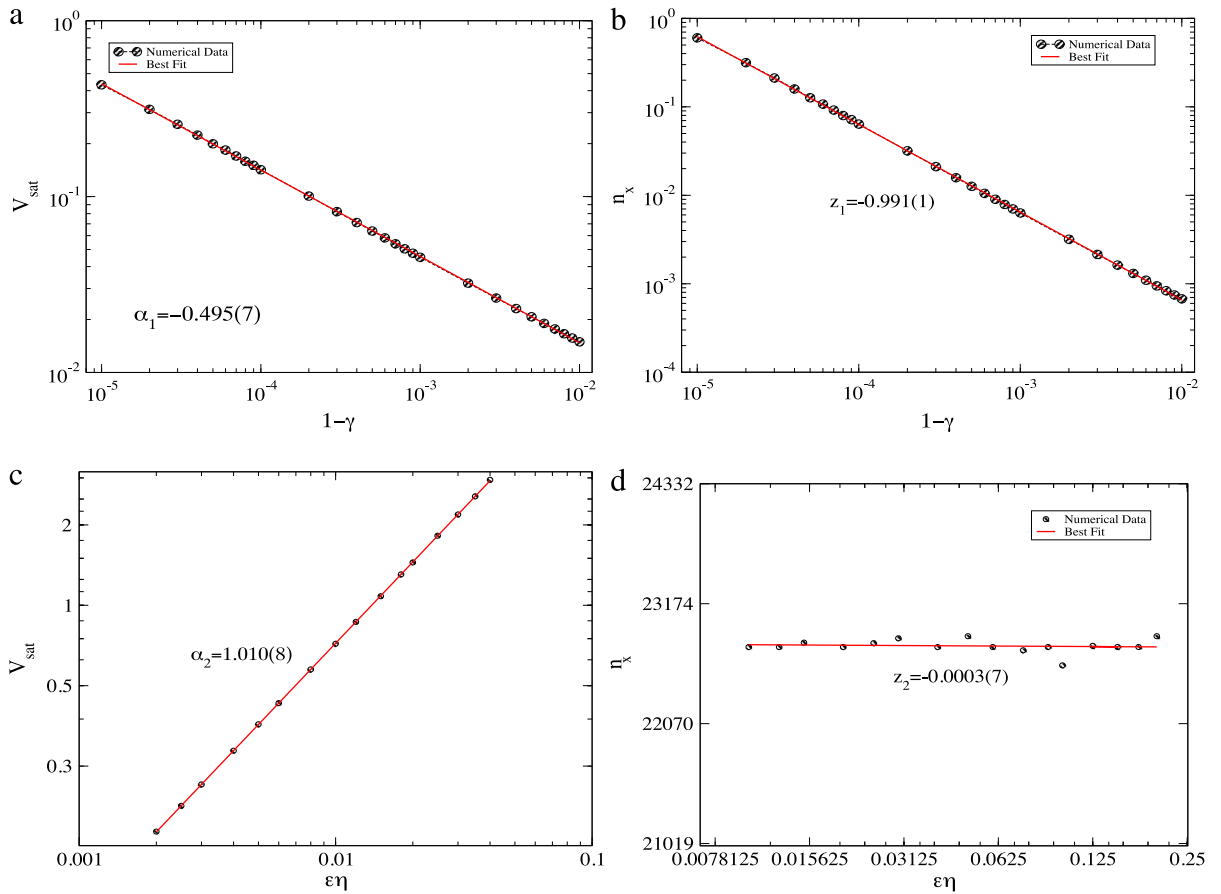 a
10^0
Numerical Data
Best Fit
V_sat
10^-1
α_1=−0.495(7)
10^-2
10^-5
10^-4
10^-3
10^-2
1−γ
b
10^0
Numerical Data
Best Fit
10^-1
n_x
z_1=-0.991(1)
10^-2
10^-3
10^-4
10^-5
10^-4
10^-3
10^-2
1−γ
c
2
1
V_sat
α_2=1.010(8)
0.5
0.3
0.001
0.01
0.1
εη
d
24332
Numerical Data
Best Fit
23174
n_x
z_2=-0.0003(7)
22070
21019
0.0078125
0.015625
0.03125
0.0625
0.125
0.25
εη